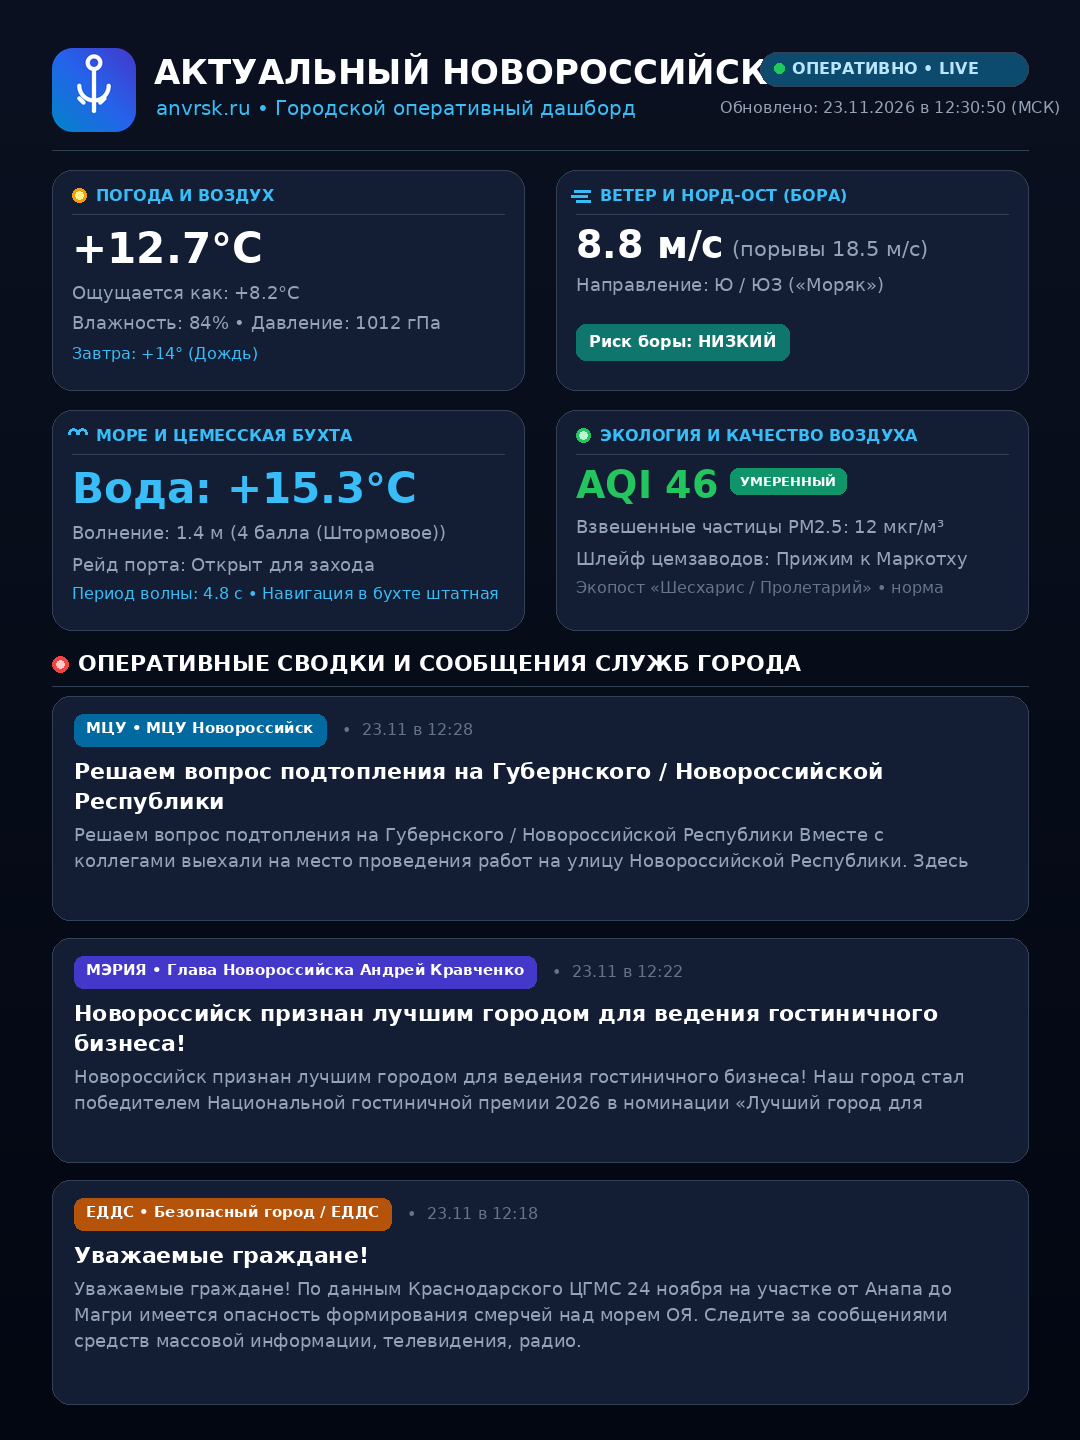 АКТУАЛЬНЫЙ НОВОРОССИЙСК
ОПЕРАТИВНО • LIVE
anvrsk.ru • Городской оперативный дашборд
Обновлено: 23.11.2026 в 12:30:50 (МСК)
ПОГОДА И ВОЗДУХ
+12.7°C
Ощущается как: +8.2°C
Влажность: 84% • Давление: 1012 гПа
Завтра: +14° (Дождь)
ВЕТЕР И НОРД-ОСТ (БОРА)
8.8 м/с (порывы 18.5 м/с)
Направление: Ю / ЮЗ («Моряк»)
Риск боры: НИЗКИЙ
МОРЕ И ЦЕМЕССКАЯ БУХТА
Вода: +15.3°C
Волнение: 1.4 м (4 балла (Штормовое))
Рейд порта: Открыт для захода
Период волны: 4.8 с • Навигация в бухте штатная
ЭКОЛОГИЯ И КАЧЕСТВО ВОЗДУХА
AQI 46 УМЕРЕННЫЙ
Взвешенные частицы PM2.5: 12 мкг/м³
Шлейф цемзаводов: Прижим к Маркотху
Экопост «Шесхарис / Пролетарий» • норма
ОПЕРАТИВНЫЕ СВОДКИ И СООБЩЕНИЯ СЛУЖБ ГОРОДА
МЦУ • МЦУ Новороссийск • 23.11 в 12:28
Решаем вопрос подтопления на Губернского / Новороссийской
Республики
Решаем вопрос подтопления на Губернского / Новороссийской Республики Вместе с
коллегами выехали на место проведения работ на улицу Новороссийской Республики. Здесь
МЭРИЯ • Глава Новороссийска Андрей Кравченко • 23.11 в 12:22
Новороссийск признан лучшим городом для ведения гостиничного
бизнеса!
Новороссийск признан лучшим городом для ведения гостиничного бизнеса! Наш город стал
победителем Национальной гостиничной премии 2026 в номинации «Лучший город для
ЕДДС • Безопасный город / ЕДДС • 23.11 в 12:18
Уважаемые граждане!
Уважаемые граждане! По данным Краснодарского ЦГМС 24 ноября на участке от Анапа до
Магри имеется опасность формирования смерчей над морем ОЯ. Следите за сообщениями
средств массовой информации, телевидения, радио.